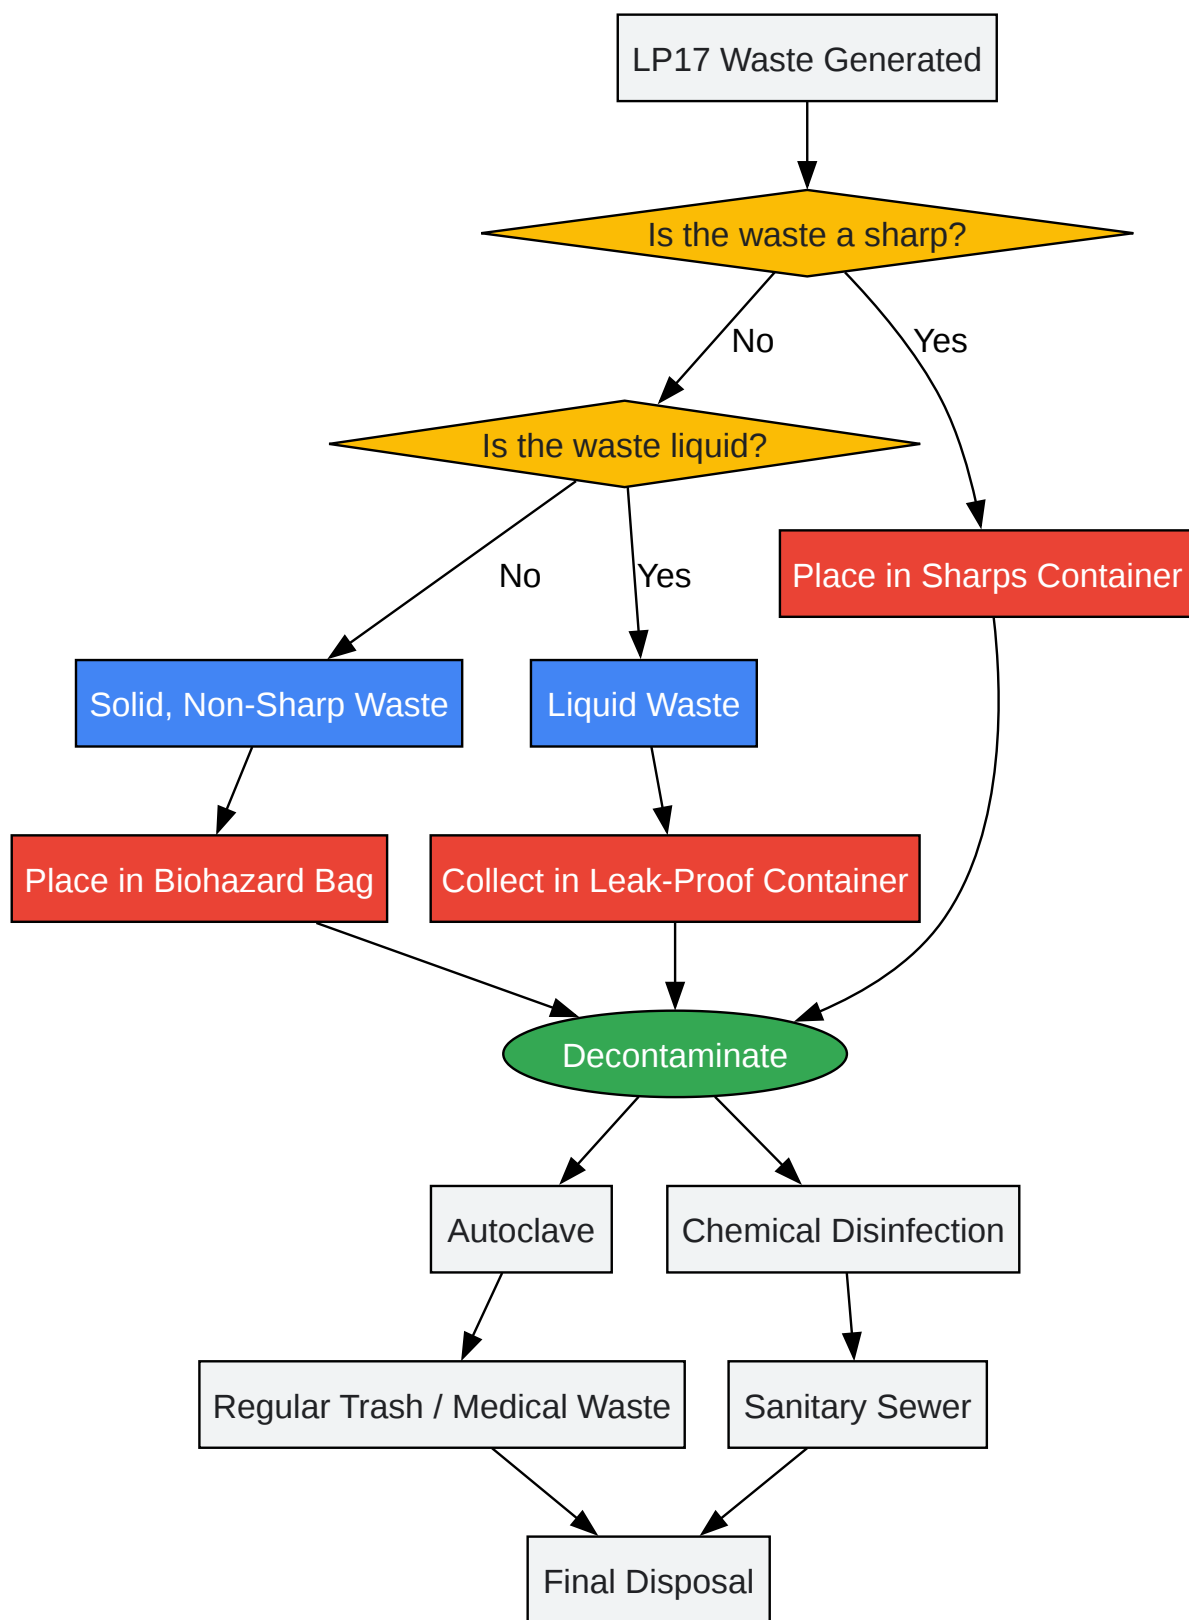 LP17 Waste Generated
Is the waste a sharp?
No
Yes
Is the waste liquid?
No
Yes
Place in Sharps Container
Solid, Non-Sharp Waste
Liquid Waste
Place in Biohazard Bag
Collect in Leak-Proof Container
Decontaminate
Autoclave
Chemical Disinfection
Regular Trash / Medical Waste
Sanitary Sewer
Final Disposal